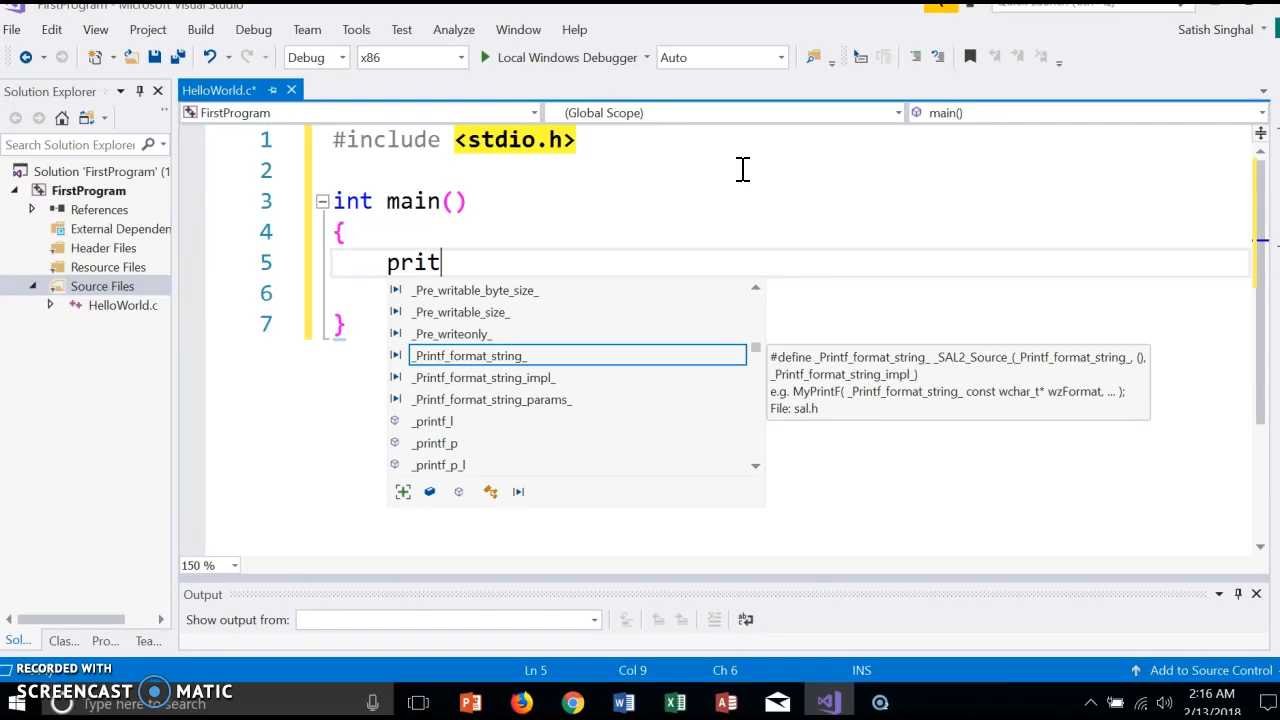 FirstProgram - Microsoft Visual Studio
File Edit View Project Build Debug Team Tools Test Analyze Window Help Satish Singhal
Debug x86 Local Windows Debugger Auto
Solution Explorer
HelloWorld.c*
FirstProgram (Global Scope) main()
Search Solution Explorer
Solution 'FirstProgram' (1
FirstProgram
References
External Dependen
Header Files
Resource Files
Source Files
HelloWorld.c
1 #include <stdio.h>
2
3 int main()
4 {
5 prit
6
7 }
_Pre_writable_byte_size_
_Pre_writable_size_
_Pre_writeonly_
_Printf_format_string_
_Printf_format_string_impl_
_Printf_format_string_params_
_printf_l
_printf_p
_printf_p_l
#define _Printf_format_string_ _SAL2_Source_(_Printf_format_string_, (),
_Printf_format_string_impl_)
e.g. MyPrintF( _Printf_format_string_ const wchar_t* wzFormat, ... );
File: sal.h
150 %
Output
Show output from:
Sol... Clas... Pro... Tea...
Ln 5 Col 9 Ch 6 INS Add to Source Control
RECORDED WITH
SCREENCAST MATIC
Type here to search
2:16 AM
2/13/2018